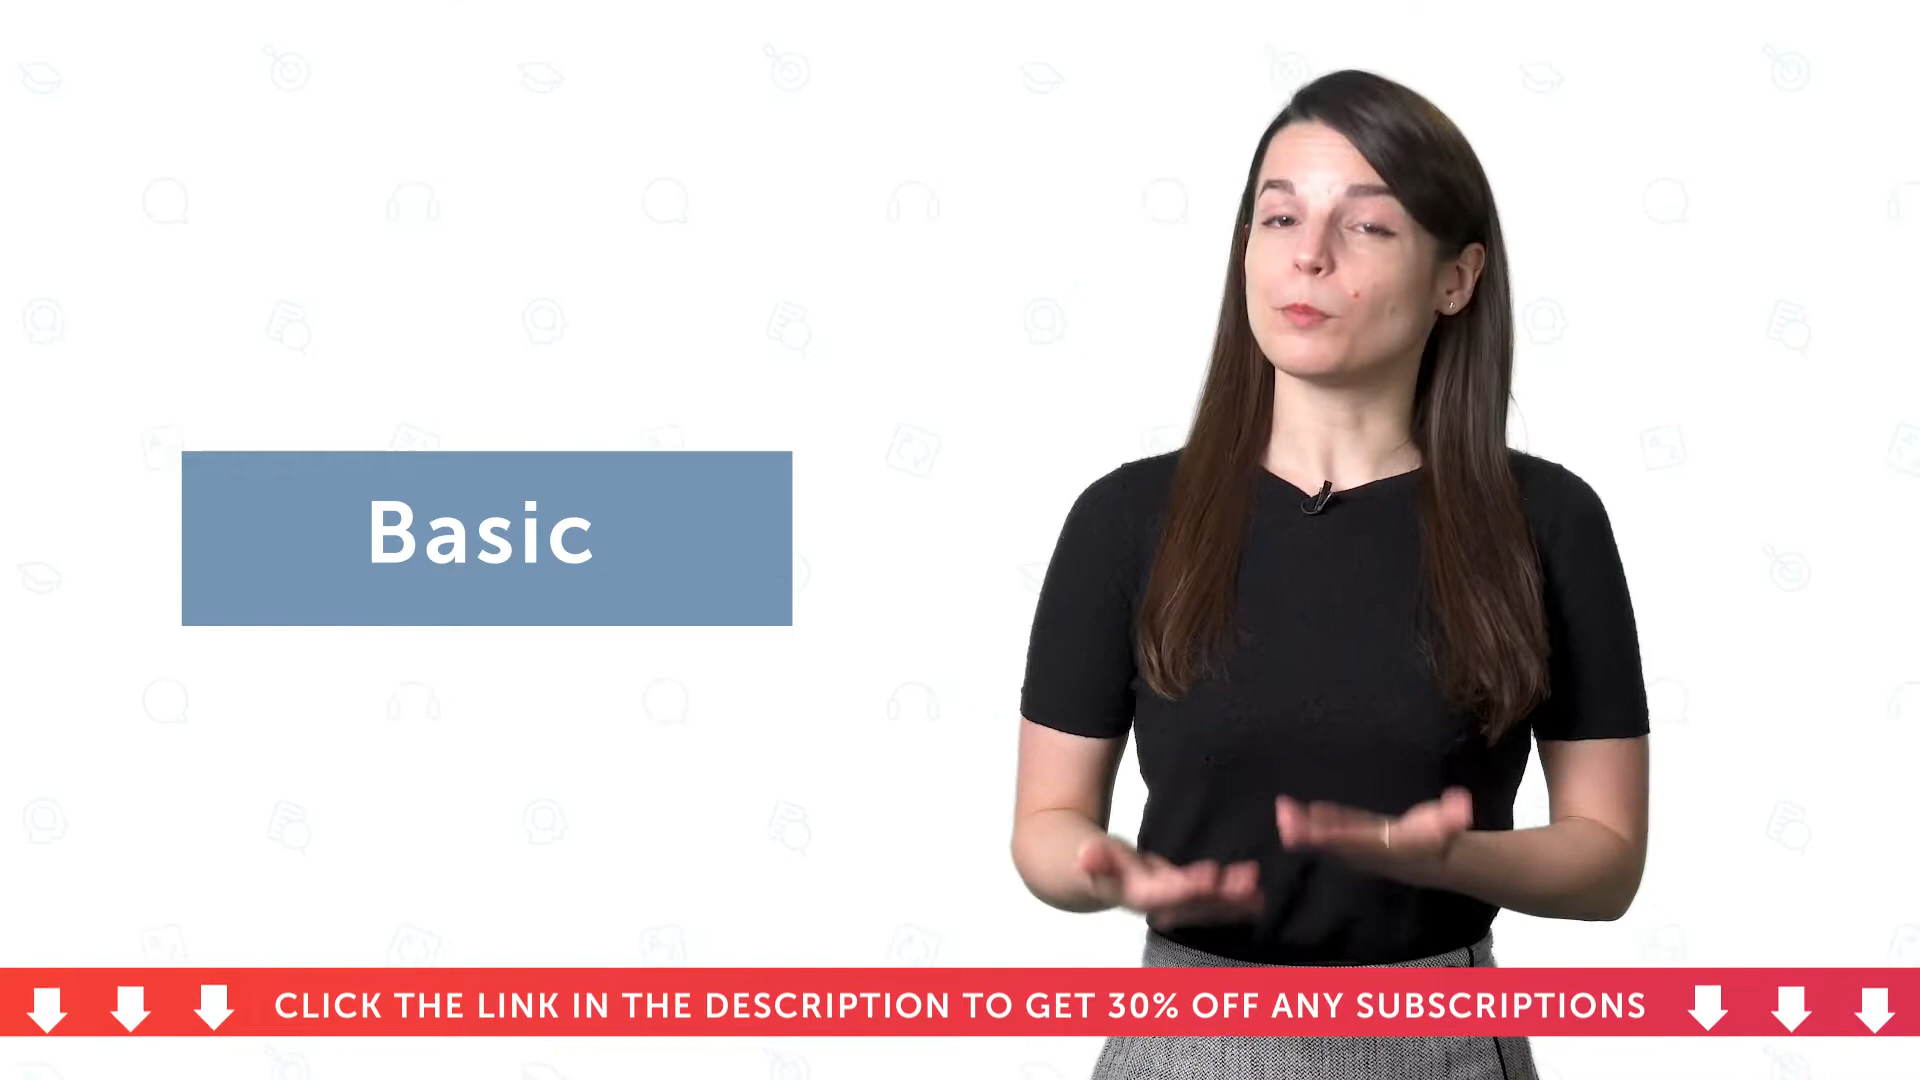 Basic
CLICK THE LINK IN THE DESCRIPTION TO GET 30% OFF ANY SUBSCRIPTIONS